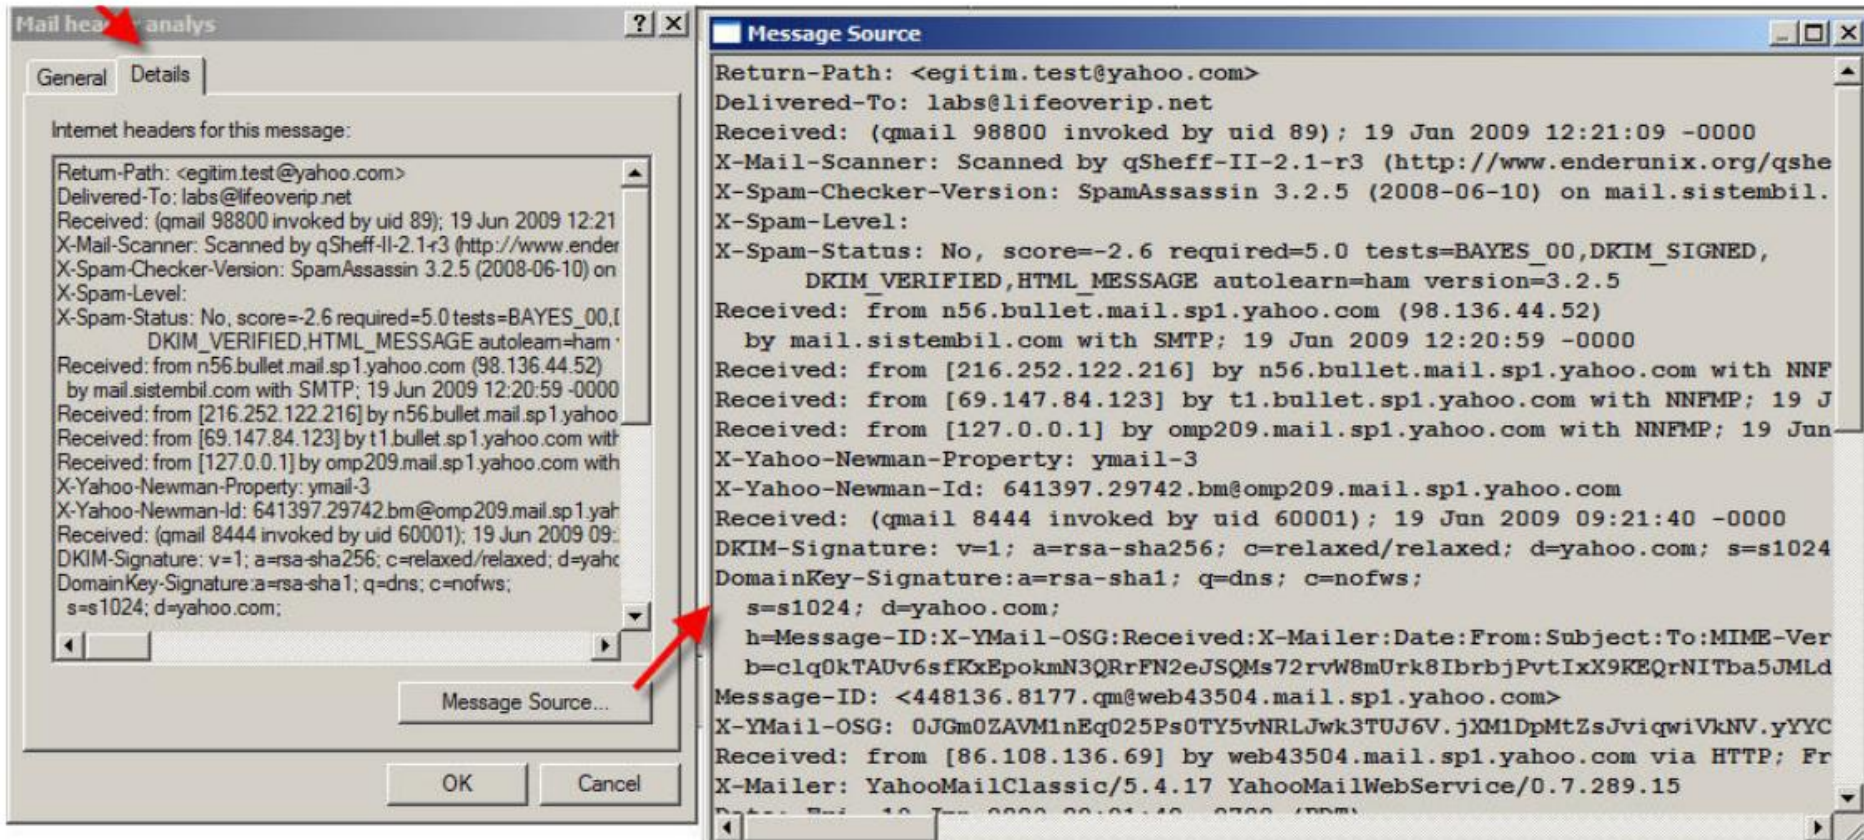 Mail header analys
General
Details
Internet headers for this message:
Return-Path: <egitim.test@yahoo.com>
Delivered-To: labs@lifeoverip.net
Received: (qmail 98800 invoked by uid 89); 19 Jun 2009 12:21
X-Mail-Scanner: Scanned by qSheff-II-2.1-r3 (http://www.ender
X-Spam-Checker-Version: SpamAssassin 3.2.5 (2008-06-10) on
X-Spam-Level:
X-Spam-Status: No, score=-2.6 required=5.0 tests=BAYES_00,
DKIM_VERIFIED,HTML_MESSAGE autolearn=ham
Received: from n56.bullet.mail.sp1.yahoo.com (98.136.44.52)
by mail.sistembil.com with SMTP; 19 Jun 2009 12:20:59 -0000
Received: from [216.252.122.216] by n56.bullet.mail.sp1.yahoo
Received: from [69.147.84.123] by t1.bullet.sp1.yahoo.com with
Received: from [127.0.0.1] by omp209.mail.sp1.yahoo.com with
X-Yahoo-Newman-Property: ymail-3
X-Yahoo-Newman-Id: 641397.29742.bm@omp209.mail.sp1.yah
Received: (qmail 8444 invoked by uid 60001); 19 Jun 2009 09:
DKIM-Signature: v=1; a=rsa-sha256; c=relaxed/relaxed; d=yaho
DomainKey-Signature:a=rsa-sha1; q=dns; c=nofws;
s=s1024; d=yahoo.com;
Message Source...
OK
Cancel
Message Source
Return-Path: <egitim.test@yahoo.com>
Delivered-To: labs@lifeoverip.net
Received: (qmail 98800 invoked by uid 89); 19 Jun 2009 12:21:09 -0000
X-Mail-Scanner: Scanned by qSheff-II-2.1-r3 (http://www.enderunix.org/qshe
X-Spam-Checker-Version: SpamAssassin 3.2.5 (2008-06-10) on mail.sistembil.
X-Spam-Level:
X-Spam-Status: No, score=-2.6 required=5.0 tests=BAYES_00,DKIM_SIGNED,
DKIM_VERIFIED,HTML_MESSAGE autolearn=ham version=3.2.5
Received: from n56.bullet.mail.sp1.yahoo.com (98.136.44.52)
by mail.sistembil.com with SMTP; 19 Jun 2009 12:20:59 -0000
Received: from [216.252.122.216] by n56.bullet.mail.sp1.yahoo.com with NNF
Received: from [69.147.84.123] by t1.bullet.sp1.yahoo.com with NNFMP; 19 J
Received: from [127.0.0.1] by omp209.mail.sp1.yahoo.com with NNFMP; 19 Jun
X-Yahoo-Newman-Property: ymail-3
X-Yahoo-Newman-Id: 641397.29742.bm@omp209.mail.sp1.yahoo.com
Received: (qmail 8444 invoked by uid 60001); 19 Jun 2009 09:21:40 -0000
DKIM-Signature: v=1; a=rsa-sha256; c=relaxed/relaxed; d=yahoo.com; s=s1024
DomainKey-Signature:a=rsa-sha1; q=dns; c=nofws;
s=s1024; d=yahoo.com;
h=Message-ID:X-YMail-OSG:Received:X-Mailer:Date:From:Subject:To:MIME-Ver
b=clq0kTAUv6sfKxEpokmN3QRrFN2eJSQMs72rvW8mUrk8IbrbjPvtIxX9KEQrNITba5JMLd
Message-ID: <448136.8177.qm@web43504.mail.sp1.yahoo.com>
X-YMail-OSG: 0JGm0ZAVM1nEq025Ps0TY5vNRLJwk3TUJ6V.jXM1DpMtZsJviqwiVkNV.yYYC
Received: from [86.108.136.69] by web43504.mail.sp1.yahoo.com via HTTP; Fr
X-Mailer: YahooMailClassic/5.4.17 YahooMailWebService/0.7.289.15